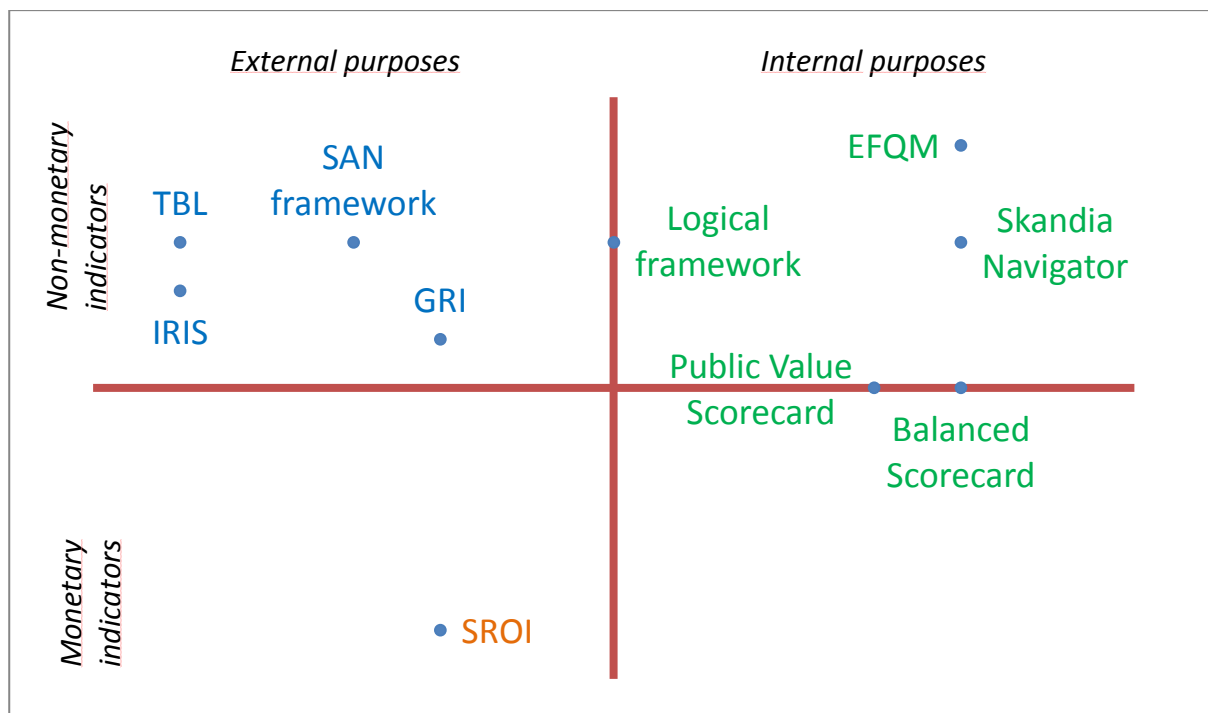 External purposes
Internal purposes
Non-monetary
indicators
SAN
framework
TBL
IRIS
GRI
EFQM
Logical
framework
Skandia
Navigator
Public Value
Scorecard
Balanced
Scorecard
Monetary
indicators
SROI